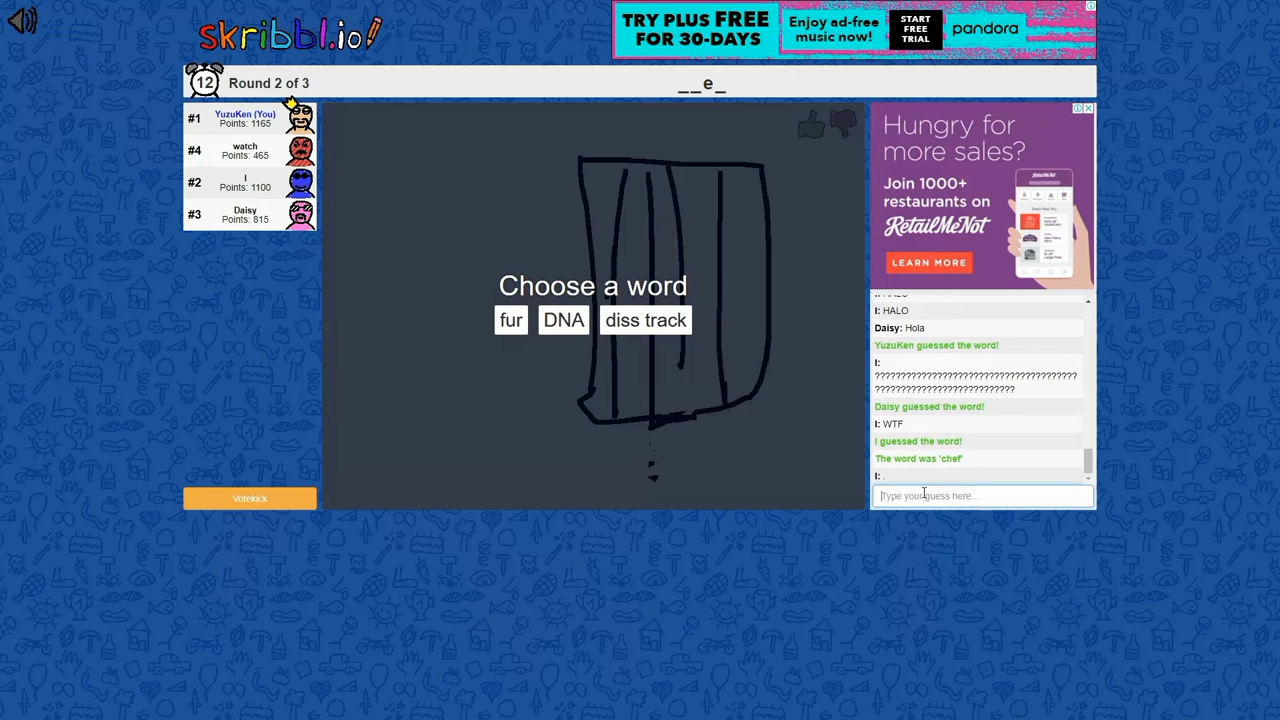 skribbl.io
TRY PLUS FREE
FOR 30-DAYS
Enjoy ad-free
music now!
START
FREE
TRIAL
pandora
12
Round 2 of 3
__e_
#1
YuzuKen (You)
Points: 1165
#4
watch
Points: 465
#2
I
Points: 1100
#3
Daisy
Points: 615
Votekick
Choose a word
fur
DNA
diss track
Hungry for
more sales?
Join 1000+
restaurants on
RetailMeNot
LEARN MORE
I: HALO
Daisy: Hola
YuzuKen guessed the word!
I:
???????????????????????????????????????
???????????????????????????
Daisy guessed the word!
I: WTF
I guessed the word!
The word was 'chef'
I: .
Type your guess here...